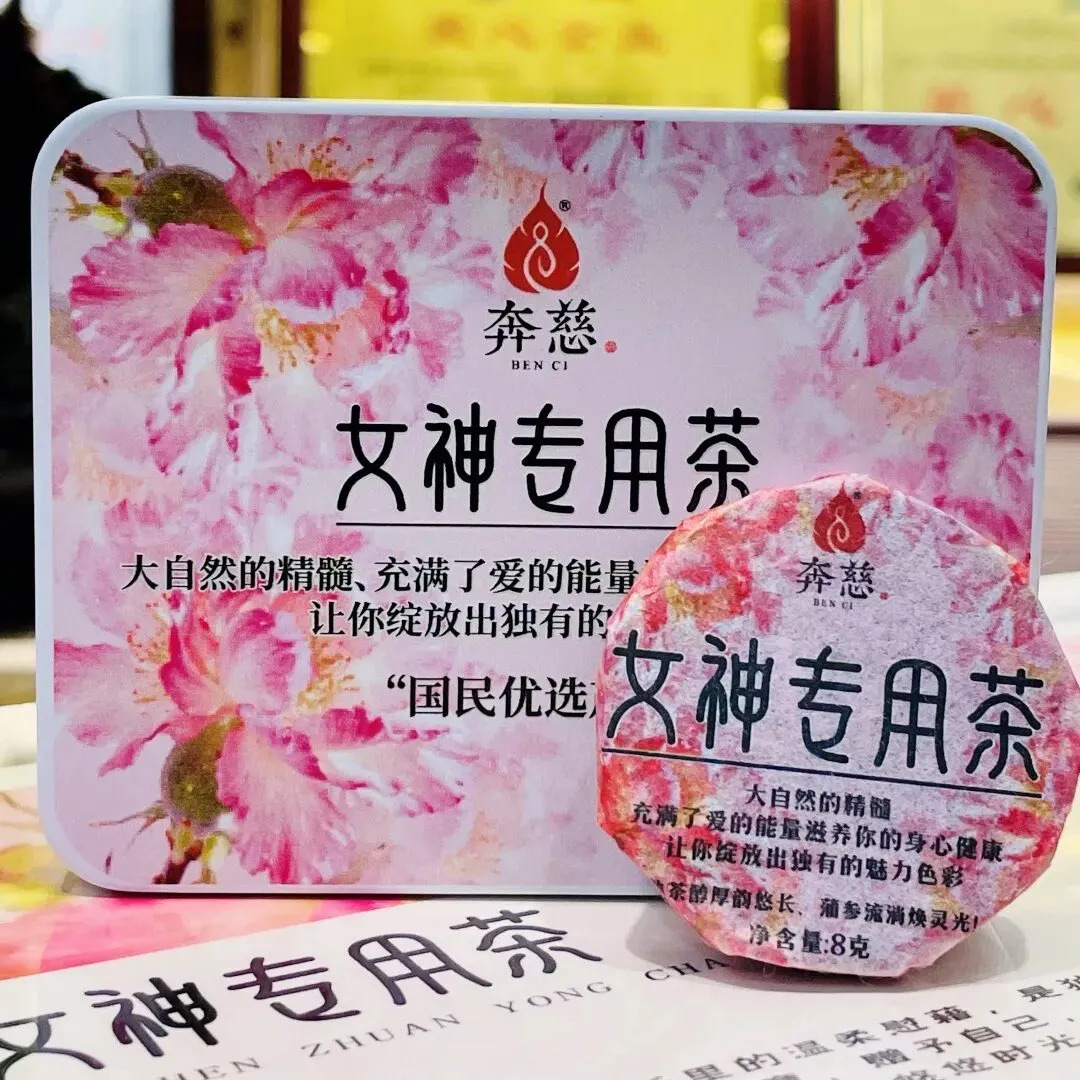 ®
奔慈
BEN CI
女神专用茶
大自然的精髓、充满了爱的能量
让你绽放出独有的
“国民优选
®
奔慈
BEN CI
女神专用茶
大自然的精髓
充满了爱的能量滋养你的身心健康
让你绽放出独有的魅力色彩
茶醇厚韵悠长、蒲参流淌焕灵光!
净含量:8克
女神专用茶
SHEN ZHUAN YONG CHA
里的温柔慰藉，是独
赠予自己，
悠悠时光